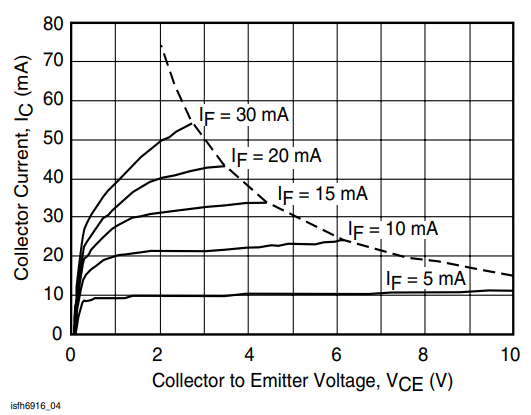 80
70
60
50
40
30
20
10
0
Collector Current, IC (mA)
IF = 30 mA
IF = 20 mA
IF = 15 mA
IF = 10 mA
IF = 5 mA
0 2 4 6 8 10
Collector to Emitter Voltage, VCE (V)
isfh6916_04